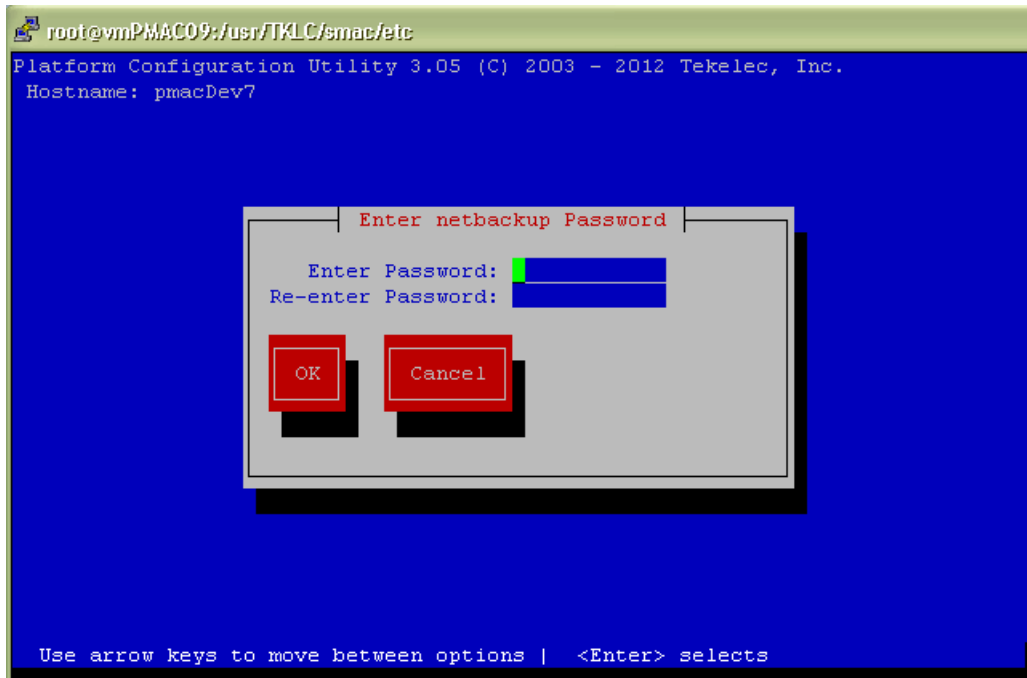 root@vmPMAC09:/usr/TKLC/smac/etc
Platform Configuration Utility 3.05 (C) 2003 - 2012 Tekelec, Inc.
Hostname: pmacDev7
Enter netbackup Password
Enter Password:
Re-enter Password:
OK Cancel
Use arrow keys to move between options | <Enter> selects